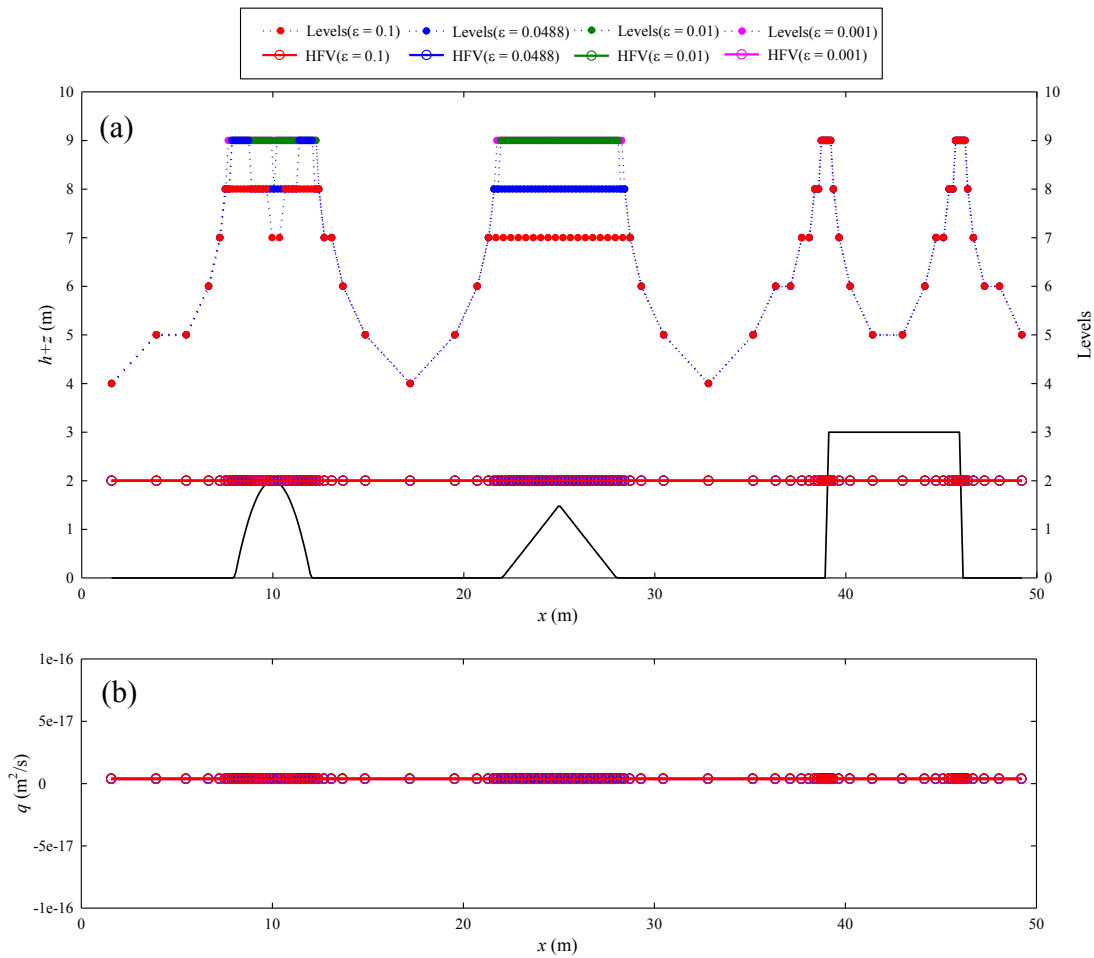 Levels(ε = 0.1) Levels(ε = 0.0488) Levels(ε = 0.01) Levels(ε = 0.001)
HFV(ε = 0.1) HFV(ε = 0.0488) HFV(ε = 0.01) HFV(ε = 0.001)
(a)
h+z (m)
10
9
8
7
6
5
4
3
2
1
0
Levels
10
9
8
7
6
5
4
3
2
1
0
0 10 20 30 40 50
x (m)
(b)
q (m²/s)
1e-16
5e-17
0
-5e-17
-1e-16
0 10 20 30 40 50
x (m)